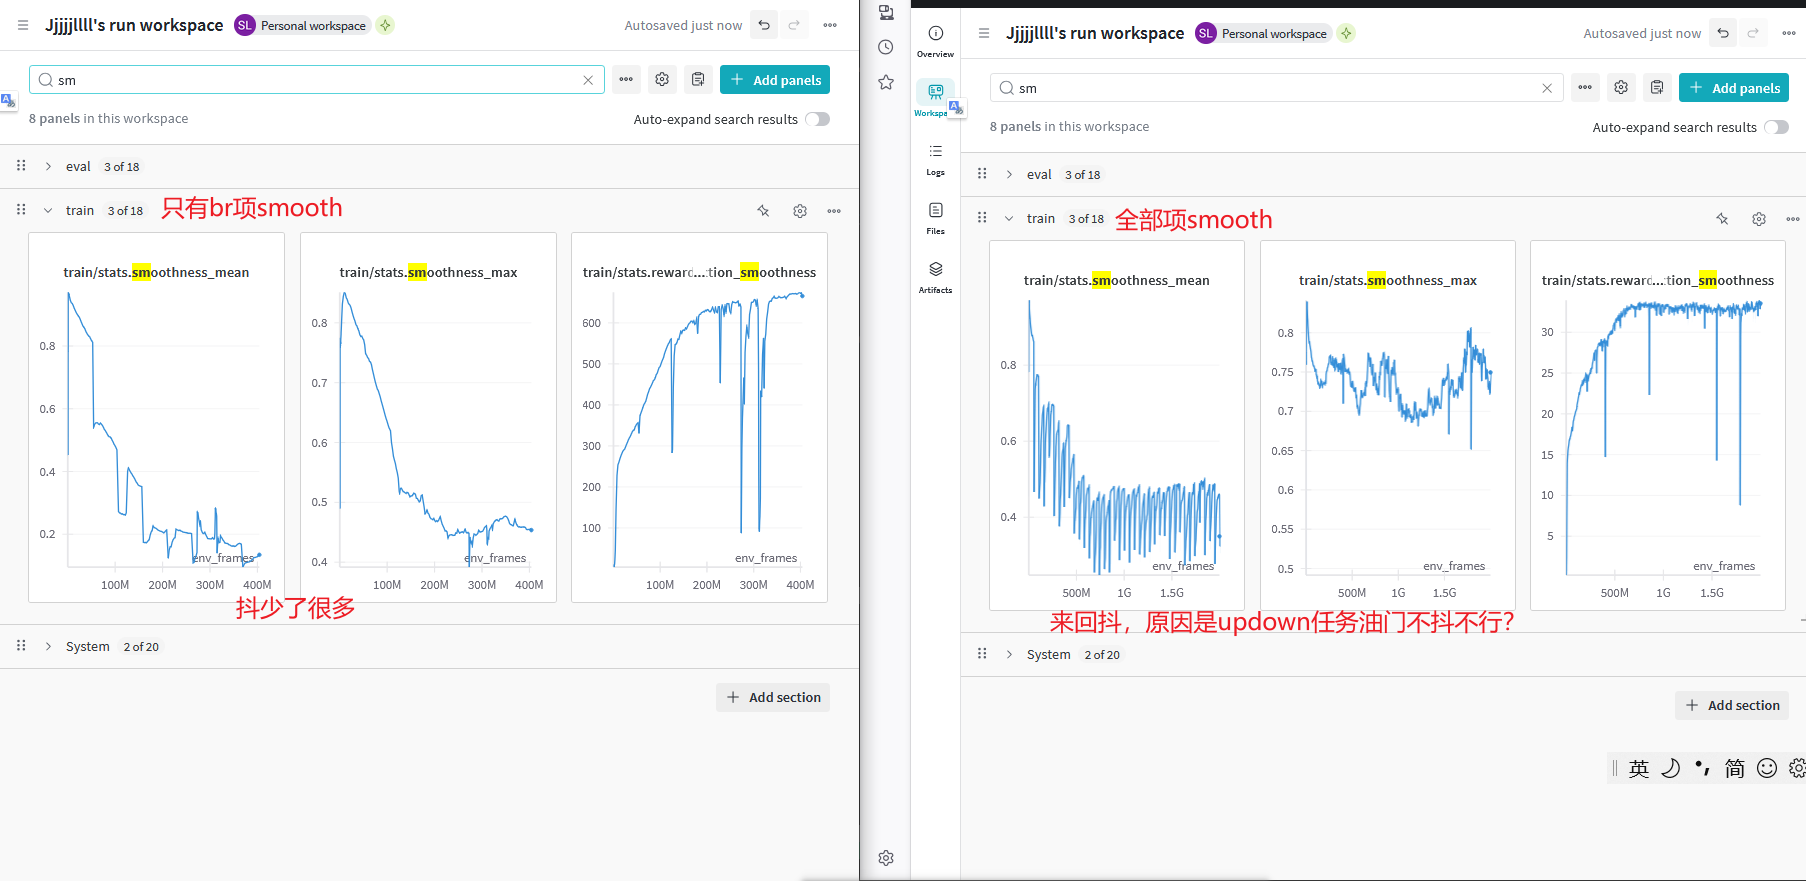 Jjjjjllll's run workspace SL Personal workspace Autosaved just now
sm
Add panels
8 panels in this workspace
Auto-expand search results
eval 3 of 18
train 3 of 18 只有br项smooth
train/stats.smoothness_mean
0.8
0.6
0.4
0.2
env_frames
100M 200M 300M 400M
train/stats.smoothness_max
0.8
0.7
0.6
0.5
0.4
env_frames
100M 200M 300M 400M
train/stats.reward...:tion_smoothness
600
500
400
300
200
100
env_frames
100M 200M 300M 400M
抖少了很多
System 2 of 20
Add section
Overview
Workspa
Logs
Files
Artifacts
Jjjjjllll's run workspace SL Personal workspace Autosaved just now
sm
Add panels
8 panels in this workspace
Auto-expand search results
eval 3 of 18
train 3 of 18 全部项smooth
train/stats.smoothness_mean
0.8
0.6
0.4
env_frames
500M 1G 1.5G
train/stats.smoothness_max
0.8
0.75
0.7
0.65
0.6
0.55
0.5
env_frames
500M 1G 1.5G
train/stats.reward...:tion_smoothness
30
25
20
15
10
5
env_frames
500M 1G 1.5G
来回抖，原因是updown任务油门不抖不行?
System 2 of 20
Add section
英 简